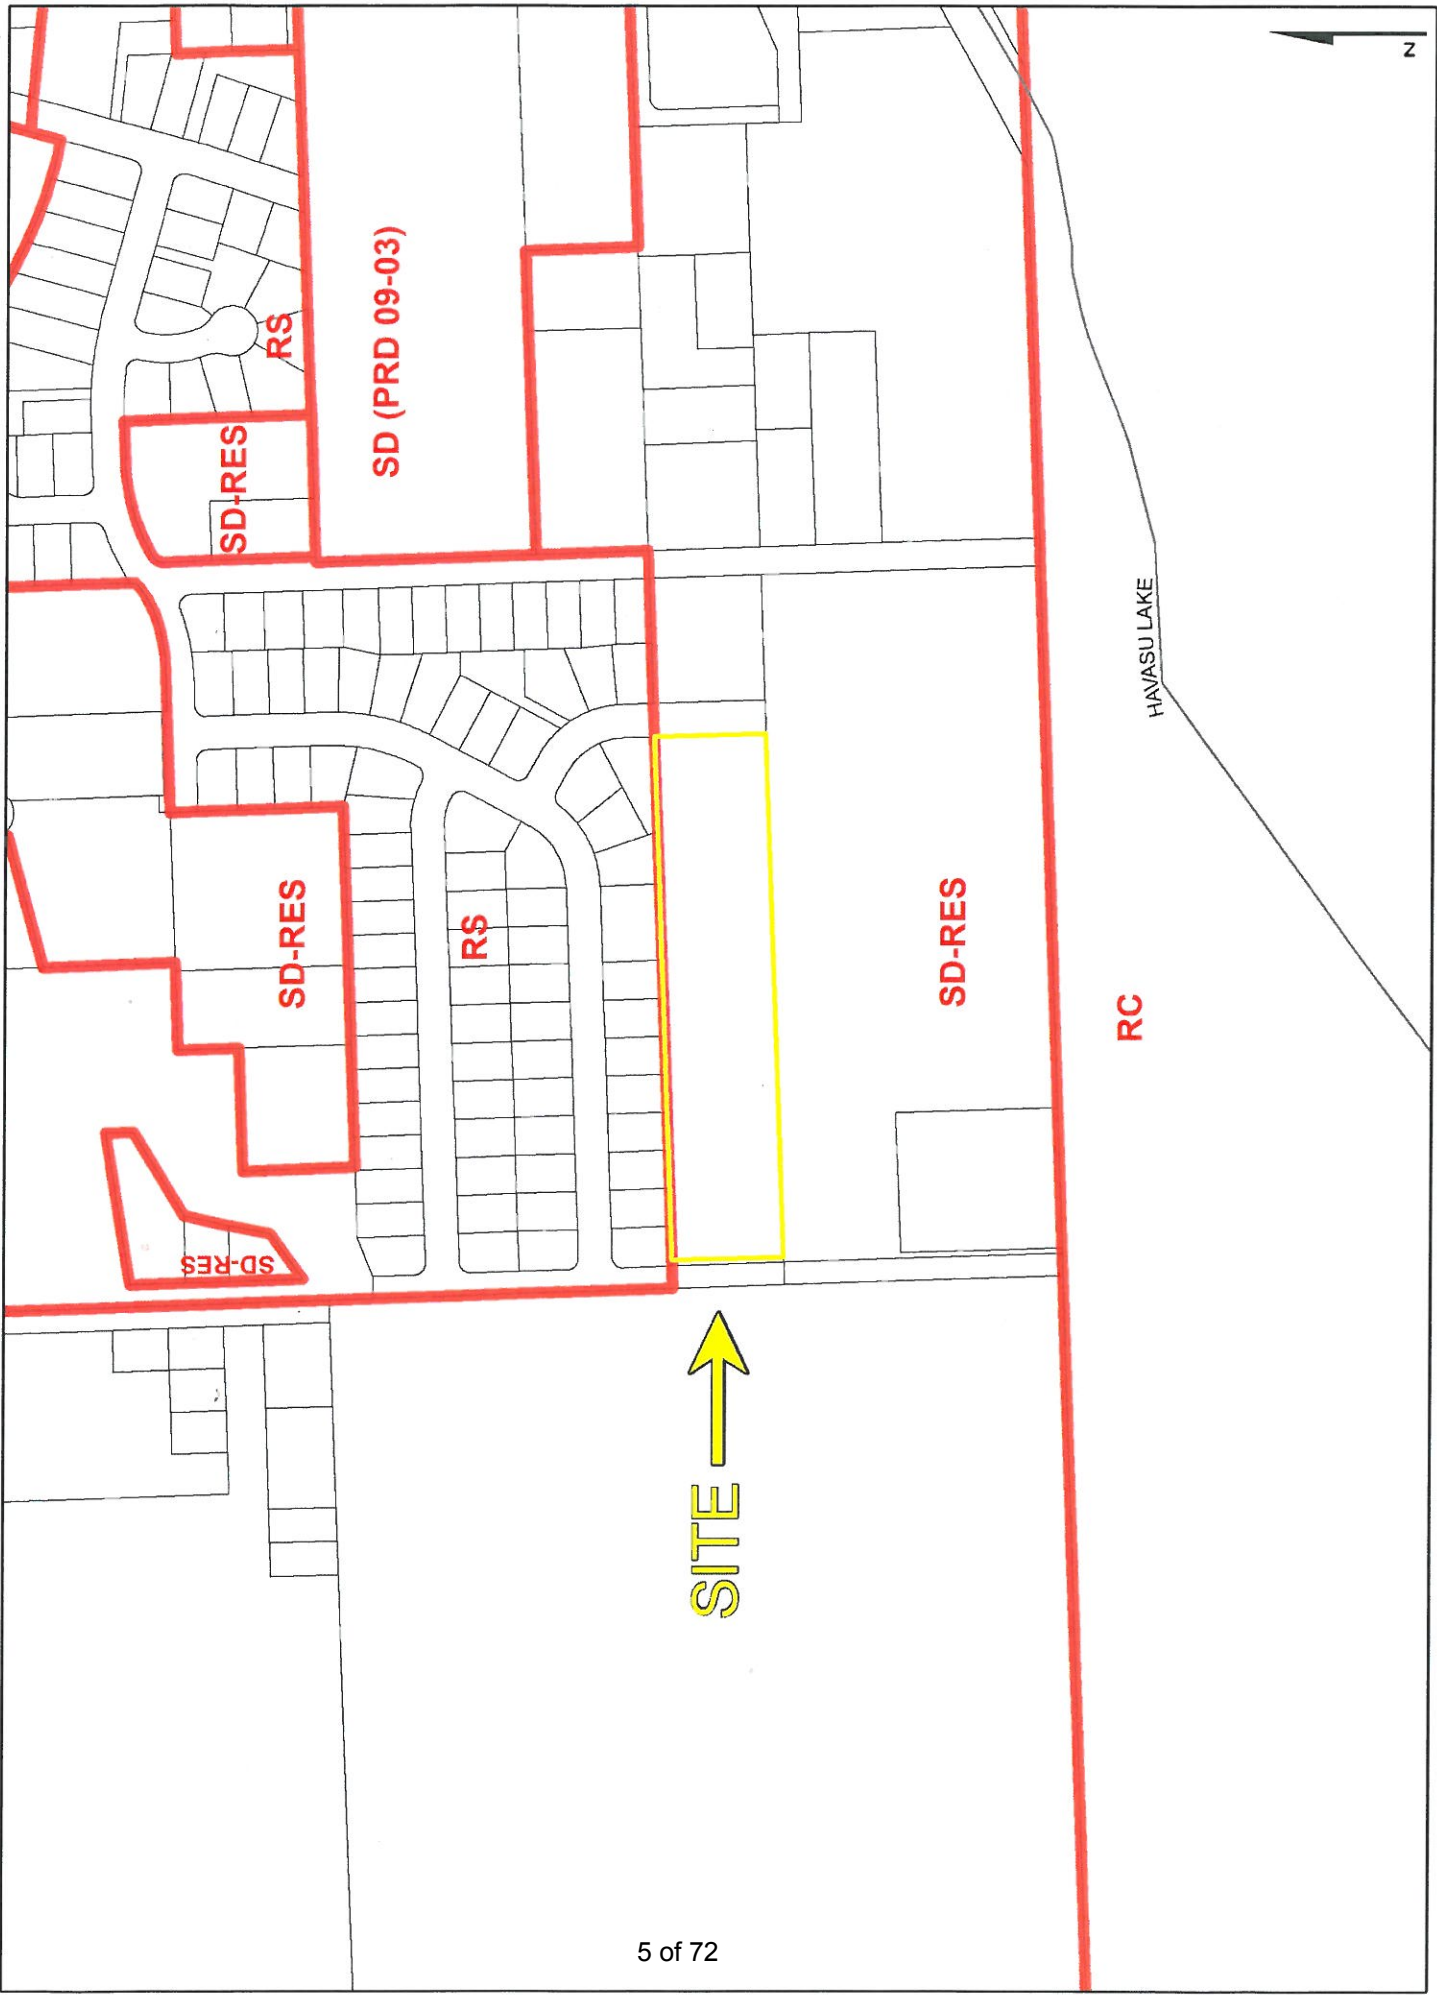 N
RS
SD (PRD 09-03)
SD-RES
HAVASU LAKE
SD-RES
RS
SD-RES
RC
SD-RES
SITE
5 of 72